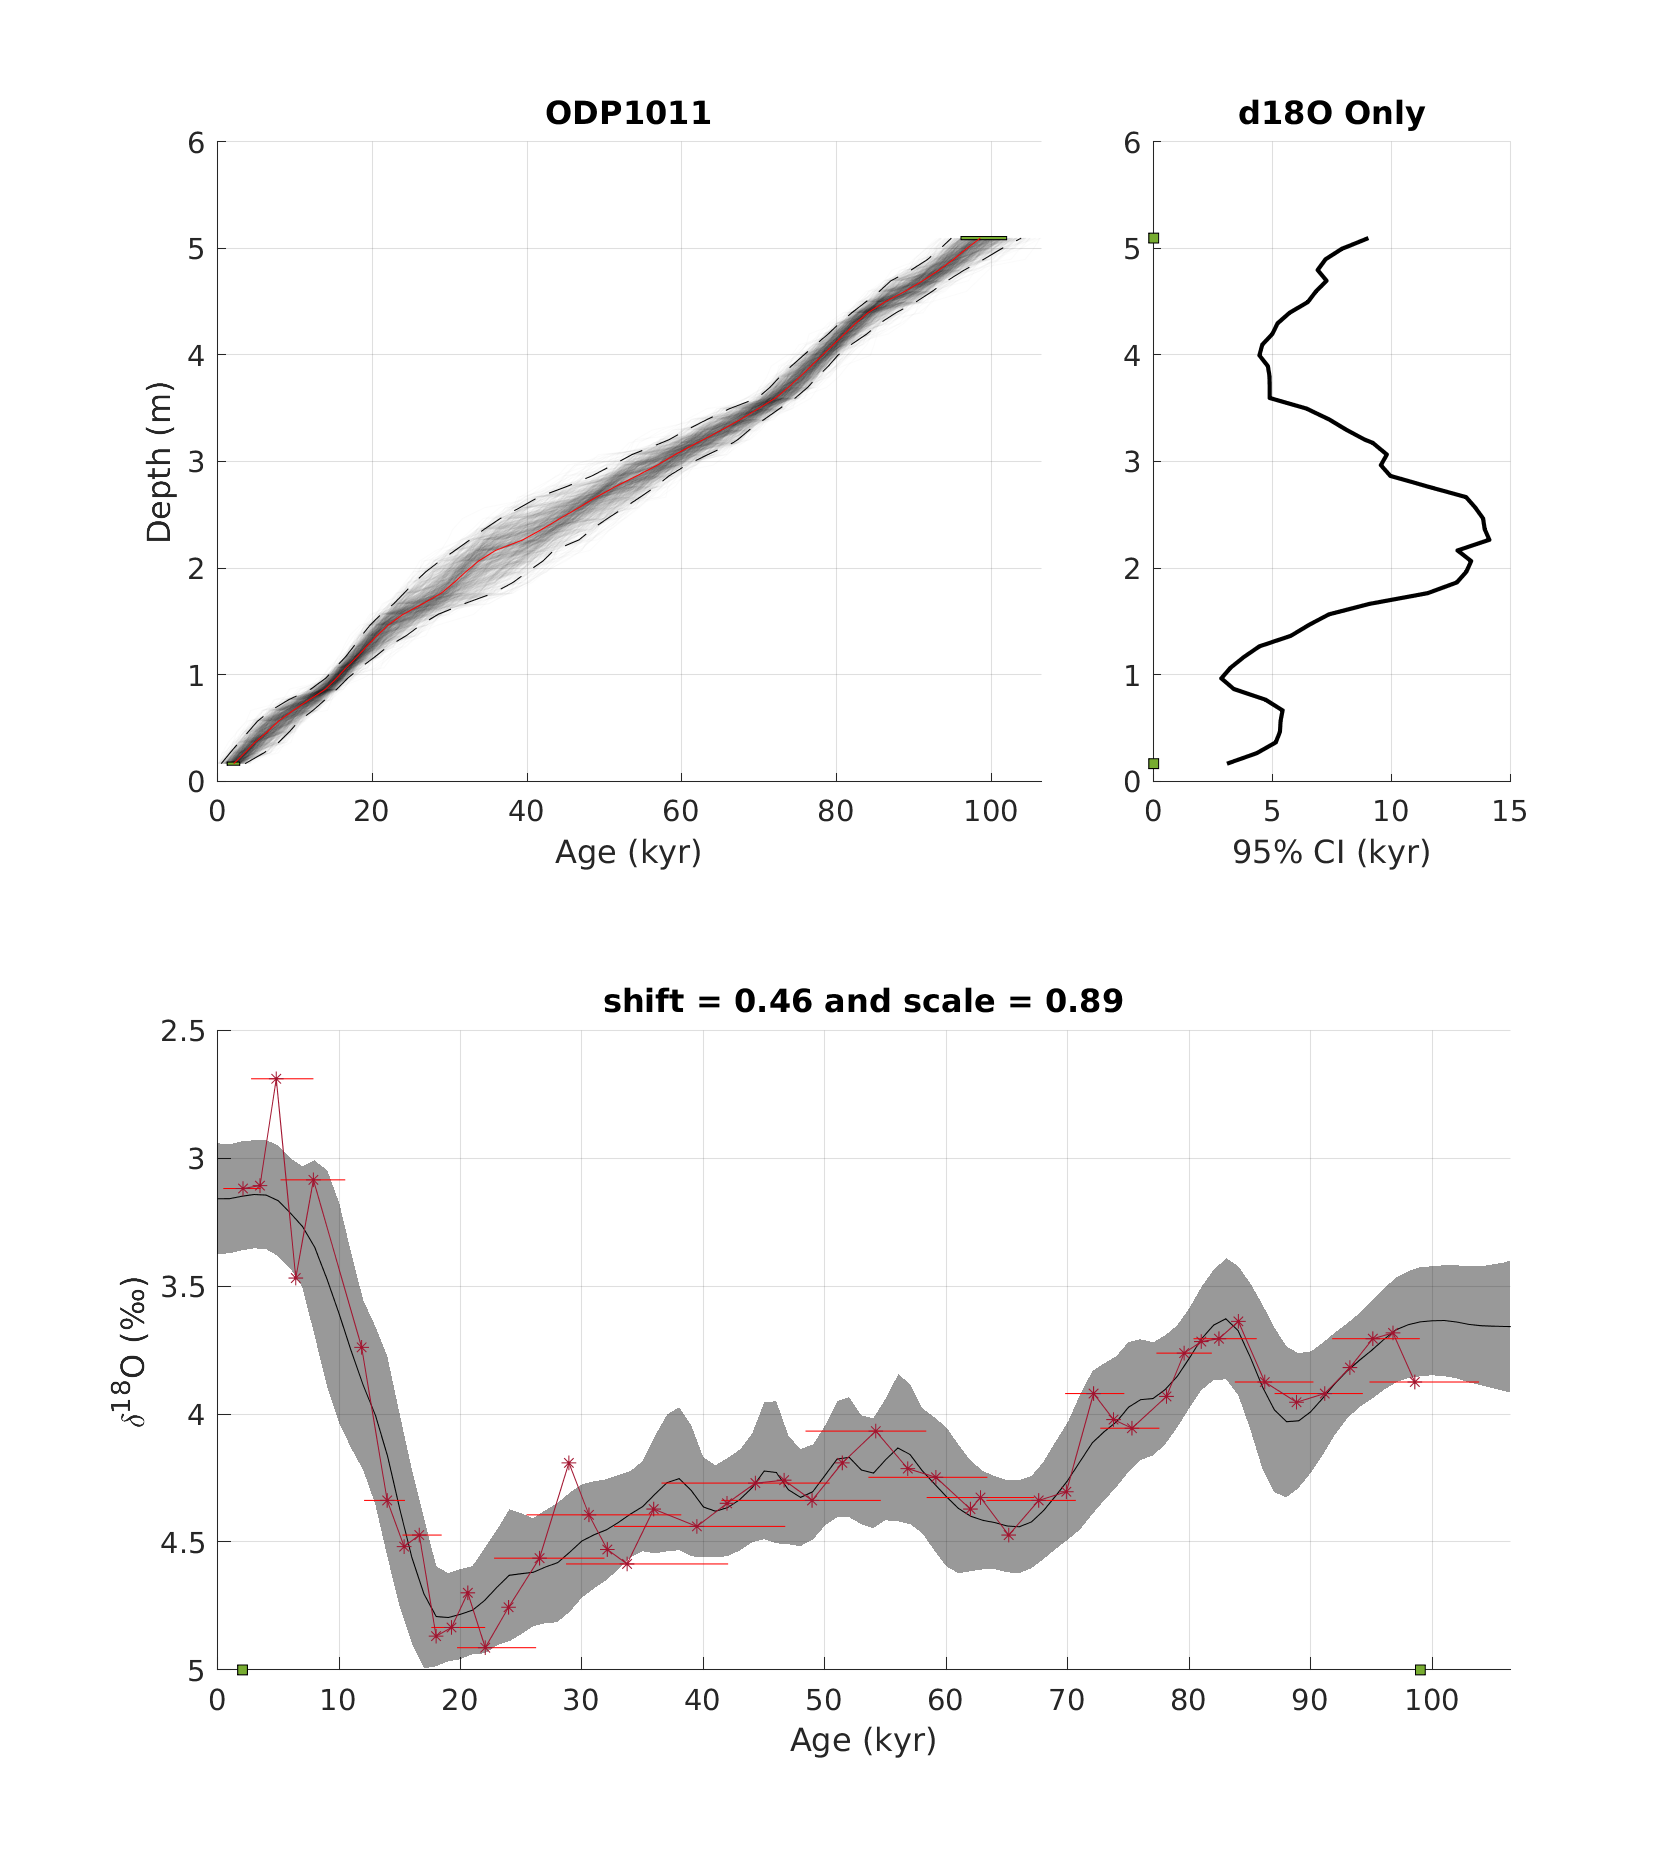 ODP1011
6
5
4
3
2
1
0
Depth (m)
0 20 40 60 80 100
Age (kyr)
d18O Only
6
5
4
3
2
1
0
0 5 10 15
95% CI (kyr)
shift = 0.46 and scale = 0.89
2.5
3
3.5
4
4.5
5
δ¹⁸O (‰)
0 10 20 30 40 50 60 70 80 90 100
Age (kyr)